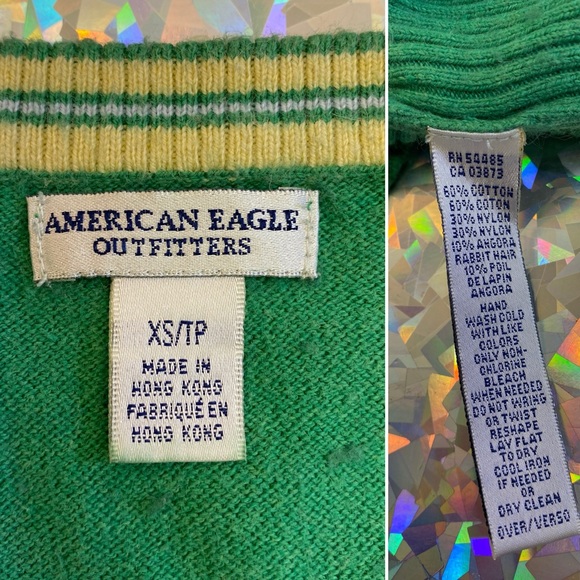 AMERICAN EAGLE
OUTFITTERS
XS/TP
MADE IN
HONG KONG
FABRIQUÉ EN
HONG KONG
RN 54485
CA 03873
60% COTTON
60% COTON
30% NYLON
30% NYLON
10% ANGORA
RABBIT HAIR
10% POIL
DE LAPIN
ANGORA
HAND
WASH COLD
WITH LIKE
COLORS
ONLY NON-
CHLORINE
BLEACH
WHEN NEEDED
DO NOT WRING
OR TWIST
RESHAPE
LAY FLAT
TO DRY
COOL IRON
IF NEEDED
OR
DRY CLEAN
OVER/VERSO